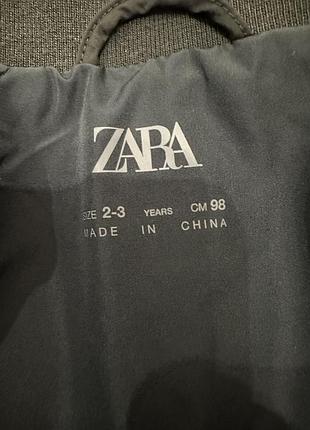 ZARA
SIZE 2-3 YEARS CM 98
MADE IN CHINA